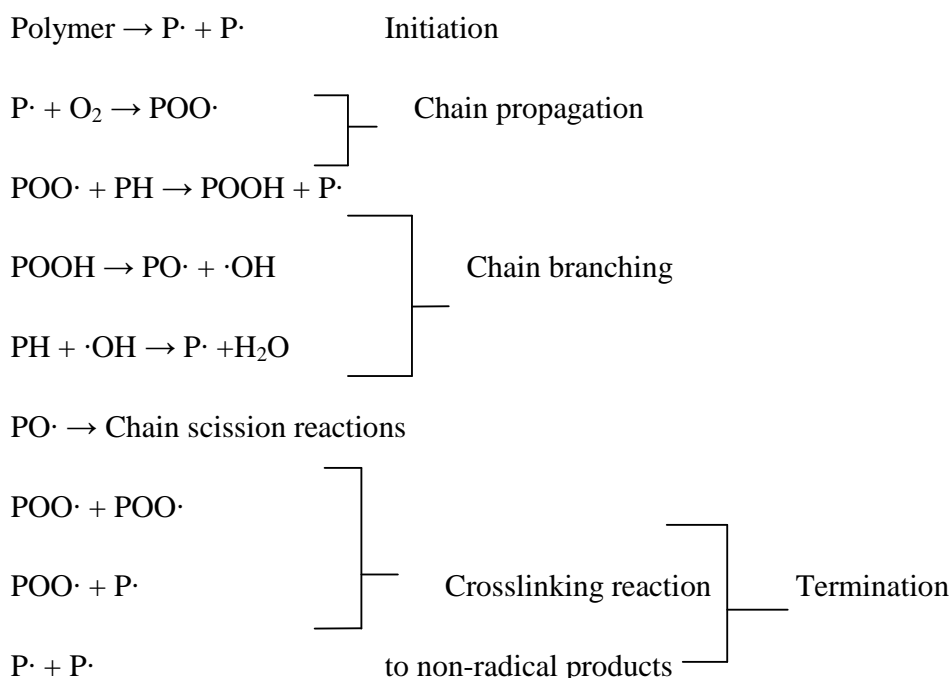 Polymer → P· + P· Initiation
P· + O₂ → POO· Chain propagation
POO· + PH → POOH + P·
POOH → PO· + ·OH Chain branching
PH + ·OH → P· +H₂O
PO· → Chain scission reactions
POO· + POO·
POO· + P· Crosslinking reaction Termination
P· + P· to non-radical products